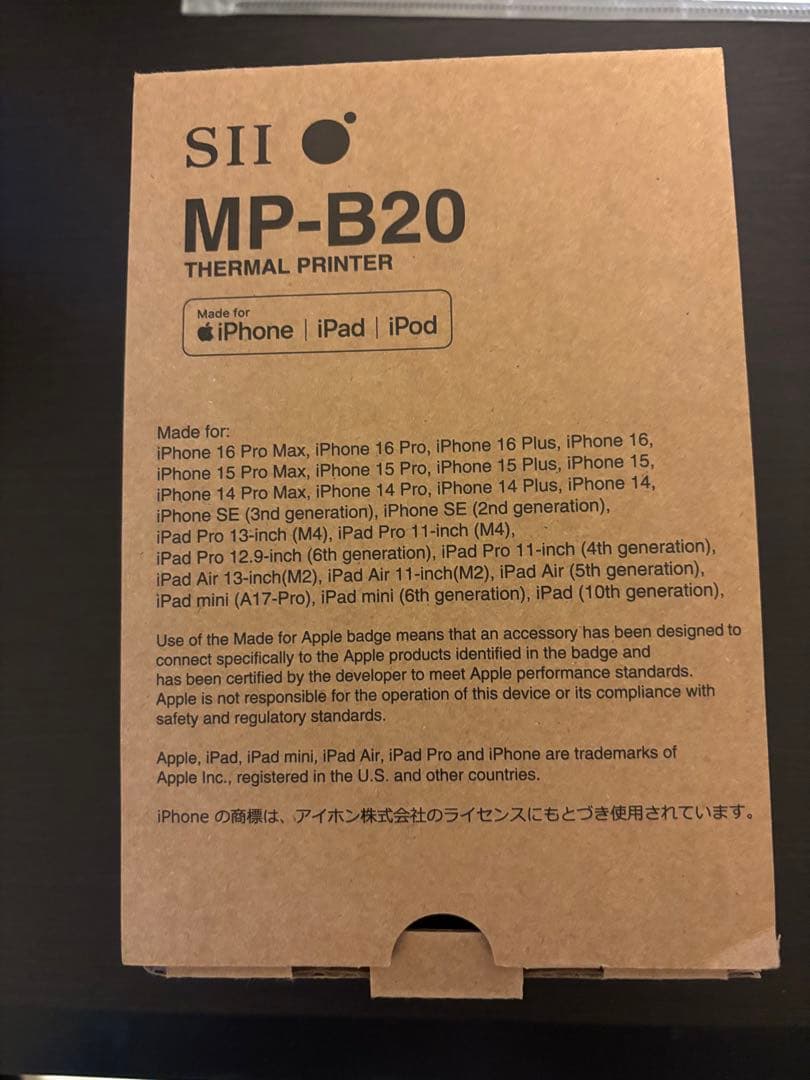 SII
MP-B20
THERMAL PRINTER
Made for
iPhone | iPad | iPod
Made for:
iPhone 16 Pro Max, iPhone 16 Pro, iPhone 16 Plus, iPhone 16,
iPhone 15 Pro Max, iPhone 15 Pro, iPhone 15 Plus, iPhone 15,
iPhone 14 Pro Max, iPhone 14 Pro, iPhone 14 Plus, iPhone 14,
iPhone SE (3nd generation), iPhone SE (2nd generation),
iPad Pro 13-inch (M4), iPad Pro 11-inch (M4),
iPad Pro 12.9-inch (6th generation), iPad Pro 11-inch (4th generation),
iPad Air 13-inch(M2), iPad Air 11-inch(M2), iPad Air (5th generation),
iPad mini (A17-Pro), iPad mini (6th generation), iPad (10th generation),
Use of the Made for Apple badge means that an accessory has been designed to
connect specifically to the Apple products identified in the badge and
has been certified by the developer to meet Apple performance standards.
Apple is not responsible for the operation of this device or its compliance with
safety and regulatory standards.
Apple, iPad, iPad mini, iPad Air, iPad Pro and iPhone are trademarks of
Apple Inc., registered in the U.S. and other countries.
iPhone の商標は、アイホン株式会社のライセンスにもとづき使用されています。